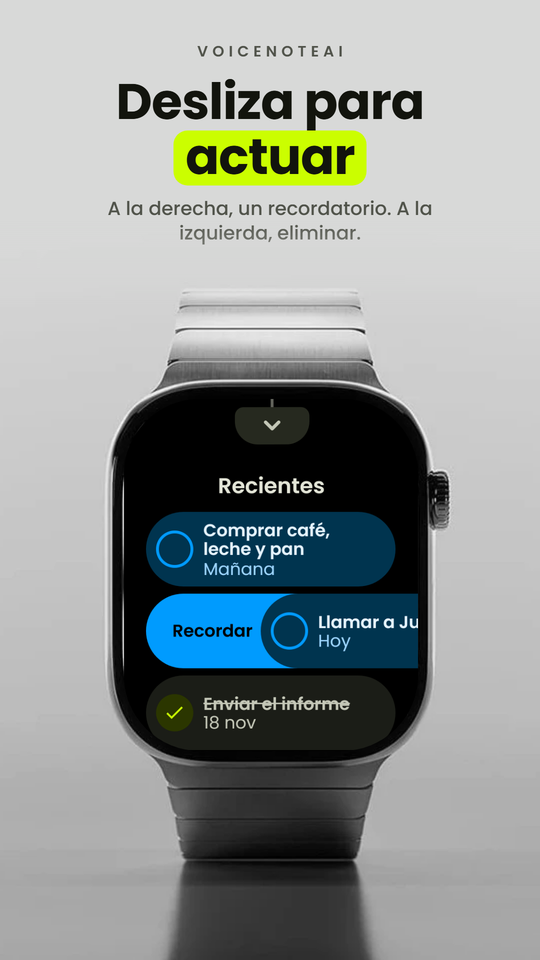 VOICENOTEAI
Desliza para
actuar
A la derecha, un recordatorio. A la
izquierda, eliminar.
Recientes
Comprar café,
leche y pan
Mañana
Recordar
Llamar a Ju
Hoy
Enviar el informe
18 nov